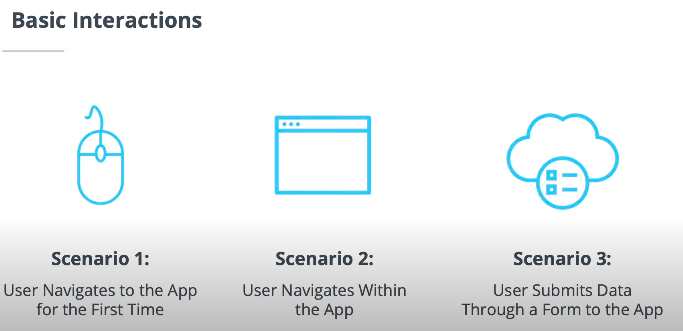 Basic Interactions
Scenario 1:
User Navigates to the App
for the First Time
Scenario 2:
User Navigates Within
the App
Scenario 3:
User Submits Data
Through a Form to the App